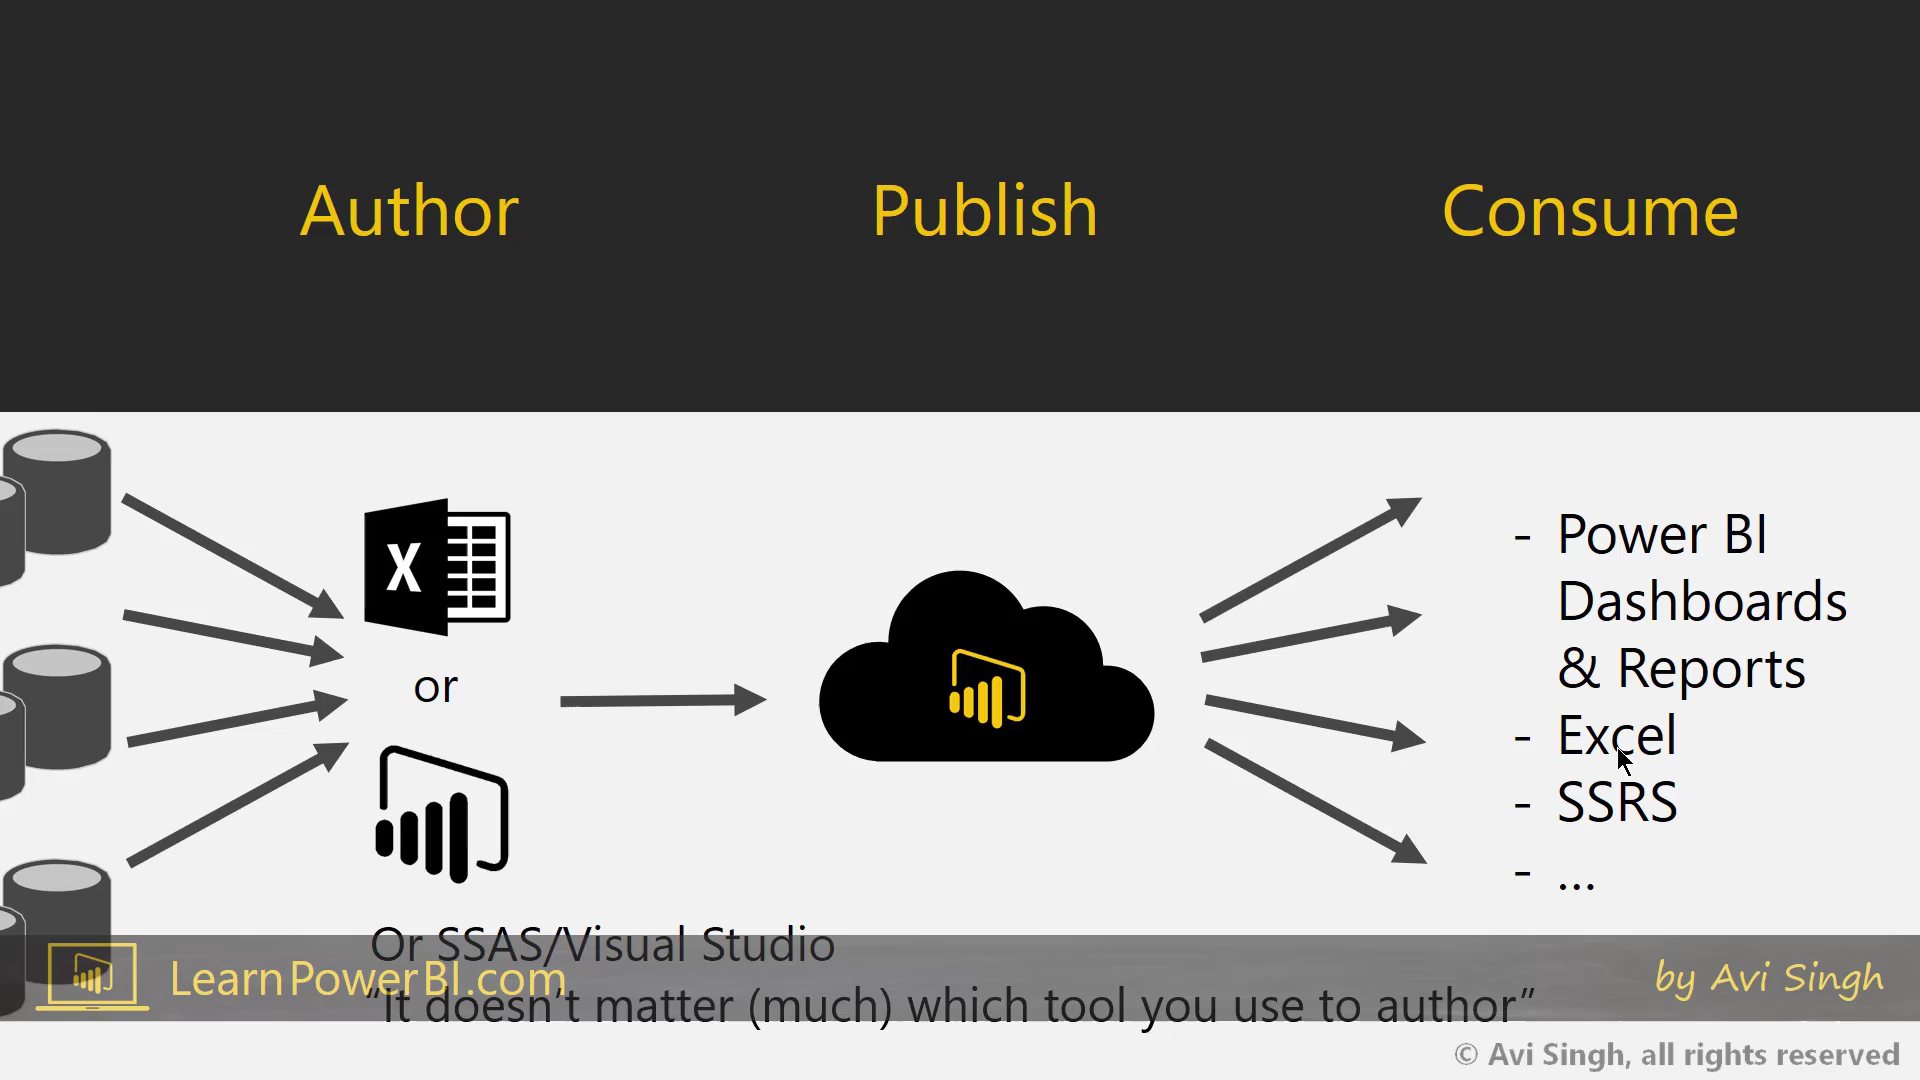 Author
Publish
Consume
X
or
- Power BI
Dashboards
& Reports
- Excel
- SSRS
- ...
Or SSAS/Visual Studio
LearnPowerBI.com
by Avi Singh
“It doesn’t matter (much) which tool you use to author”
© Avi Singh, all rights reserved